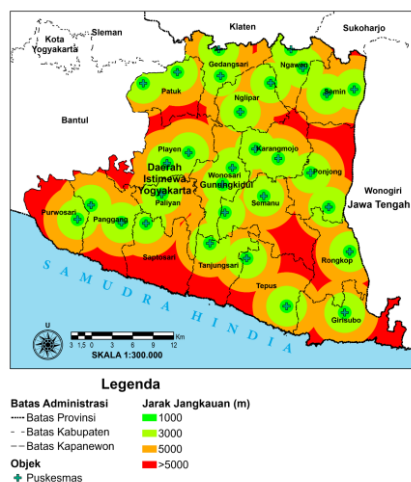 Klaten
Sukoharjo
Sleman
Kota
Yogyakarta
Gedangsari
Ngawen
Patuk
Semin
Nglipar
Bantul
Playen
Karangmojo
Daerah
Istimewa
Yogyakarta
Wonosari
Gunungkidul
Ponjong
Wonogiri
Jawa Tengah
Purwosari
Paliyan
Semanu
Panggang
Saptosari
Tanjungsari
Rongkop
Tepus
Girisubo
SAMUDRA HINDIA
U
3 1,5 0 3 6 9 12
Km
SKALA 1:300.000
Legenda
Batas Administrasi
Batas Provinsi
Batas Kabupaten
Batas Kapanewon
Objek
Puskesmas
Jarak Jangkauan (m)
1000
3000
5000
>5000